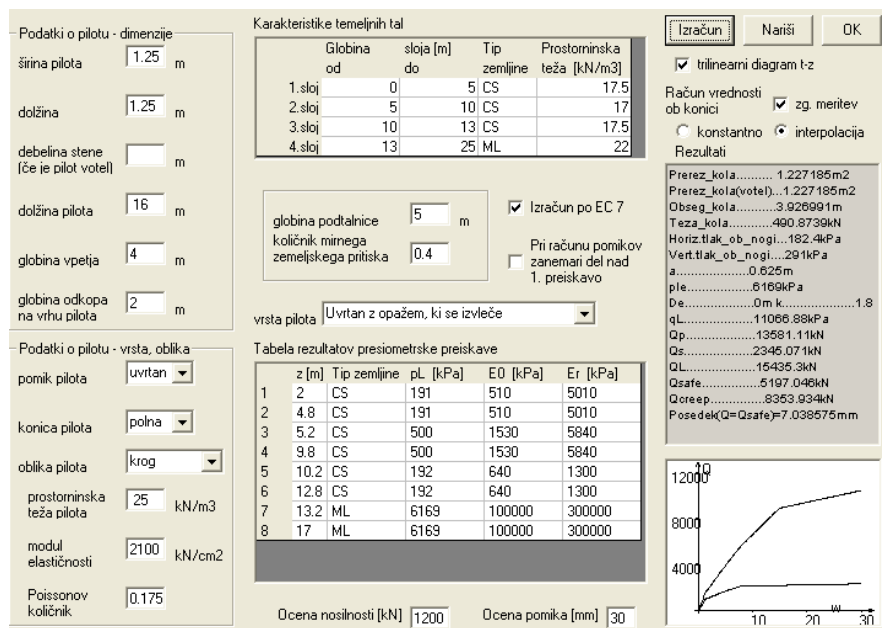 Podatki o pilotu - dimenzije
širina pilota 1.25 m
dolžina 1.25 m
debelina stene
(če je pilot votel) m
dolžina pilota 16 m
globina vpetja 4 m
globina odkopa
na vrhu pilota 2 m
Podatki o pilotu - vrsta, oblika
pomik pilota uvrtan
konica pilota polna
oblika pilota krog
prostorninska
teža pilota 25 kN/m3
modul
elastičnosti 2100 kN/cm2
Poissonov
količnik 0.175
Karakteristike temeljnih tal
Globina sloja [m] Tip Prostorninska
od do zemljine teža [kN/m3]
1.sloj 0 5 CS 17.5
2.sloj 5 10 CS 17
3.sloj 10 13 CS 17.5
4.sloj 13 25 ML 22
globina podtalnice 5 m
količnik mirnega
zemeljskega pritiska 0.4
Izračun po EC 7
Pri računu pomikov
zanemari del nad
1. preiskavo
vrsta pilota Uvrtan z opažem, ki se izvleče
Tabela rezultatov presiometrske preiskave
z [m] Tip zemljine pL [kPa] E0 [kPa] Er [kPa]
1 2 CS 191 510 5010
2 4.8 CS 191 510 5010
3 5.2 CS 500 1530 5840
4 9.8 CS 500 1530 5840
5 10.2 CS 192 640 1300
6 12.8 CS 192 640 1300
7 13.2 ML 6169 100000 300000
8 17 ML 6169 100000 300000
Ocena nosilnosti [kN] 1200 Ocena pomika [mm] 30
Izračun Nariši OK
trilinearni diagram t-z
Račun vrednosti
ob konici zg. meritev
konstantno interpolacija
Rezultati
Prerez_kola.......... 1.227185m2
Prerez_kola(votel)...1.227185m2
Obseg_kola...........3.926991m
Teza_kola...........490.8739kN
Horiz.tlak_ob_nogi...182.4kPa
Vert.tlak_ob_nogi....291kPa
a...................0.625m
ple..................6169kPa
De....................0m k....................1.8
qL...................11066.88kPa
Qp...................13581.11kN
Qs...................2345.071kN
QL...................15435.3kN
Qsafe...............5197.046kN
Qcreep..............8353.934kN
Posedek(Q=Qsafe)=7.038575mm
12000 Q
8000
4000
w
10 20 30